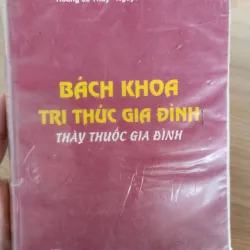 BÁCH KHOA
TRI THỨC GIA ĐÌNH
THẦY THUỐC GIA ĐÌNH